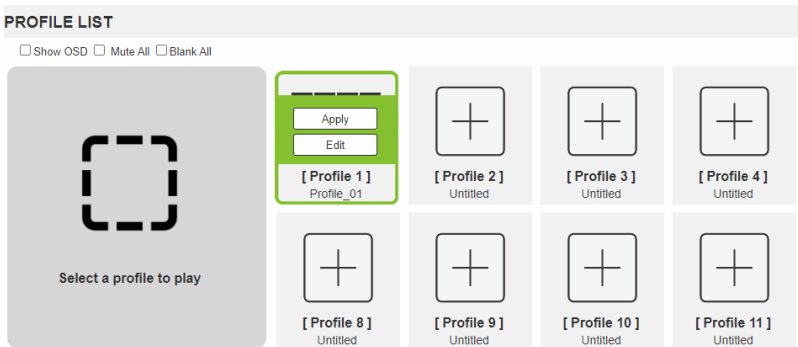 PROFILE LIST
Show OSD Mute All Blank All
Apply
Edit
[ Profile 1 ] [ Profile 2 ] [ Profile 3 ] [ Profile 4 ]
Profile_01 Untitled Untitled Untitled
Select a profile to play
[ Profile 8 ] [ Profile 9 ] [ Profile 10 ] [ Profile 11 ]
Untitled Untitled Untitled Untitled